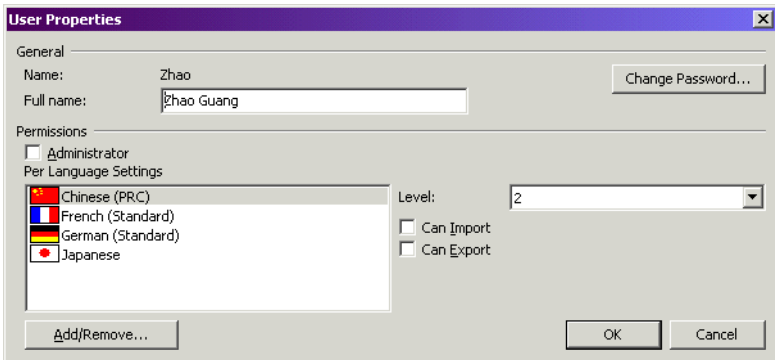 User Properties
General
Name: Zhao
Change Password...
Full name: Zhao Guang
Permissions
Administrator
Per Language Settings
Chinese (PRC)
Level: 2
French (Standard)
Can Import
German (Standard)
Can Export
Japanese
Add/Remove... OK Cancel